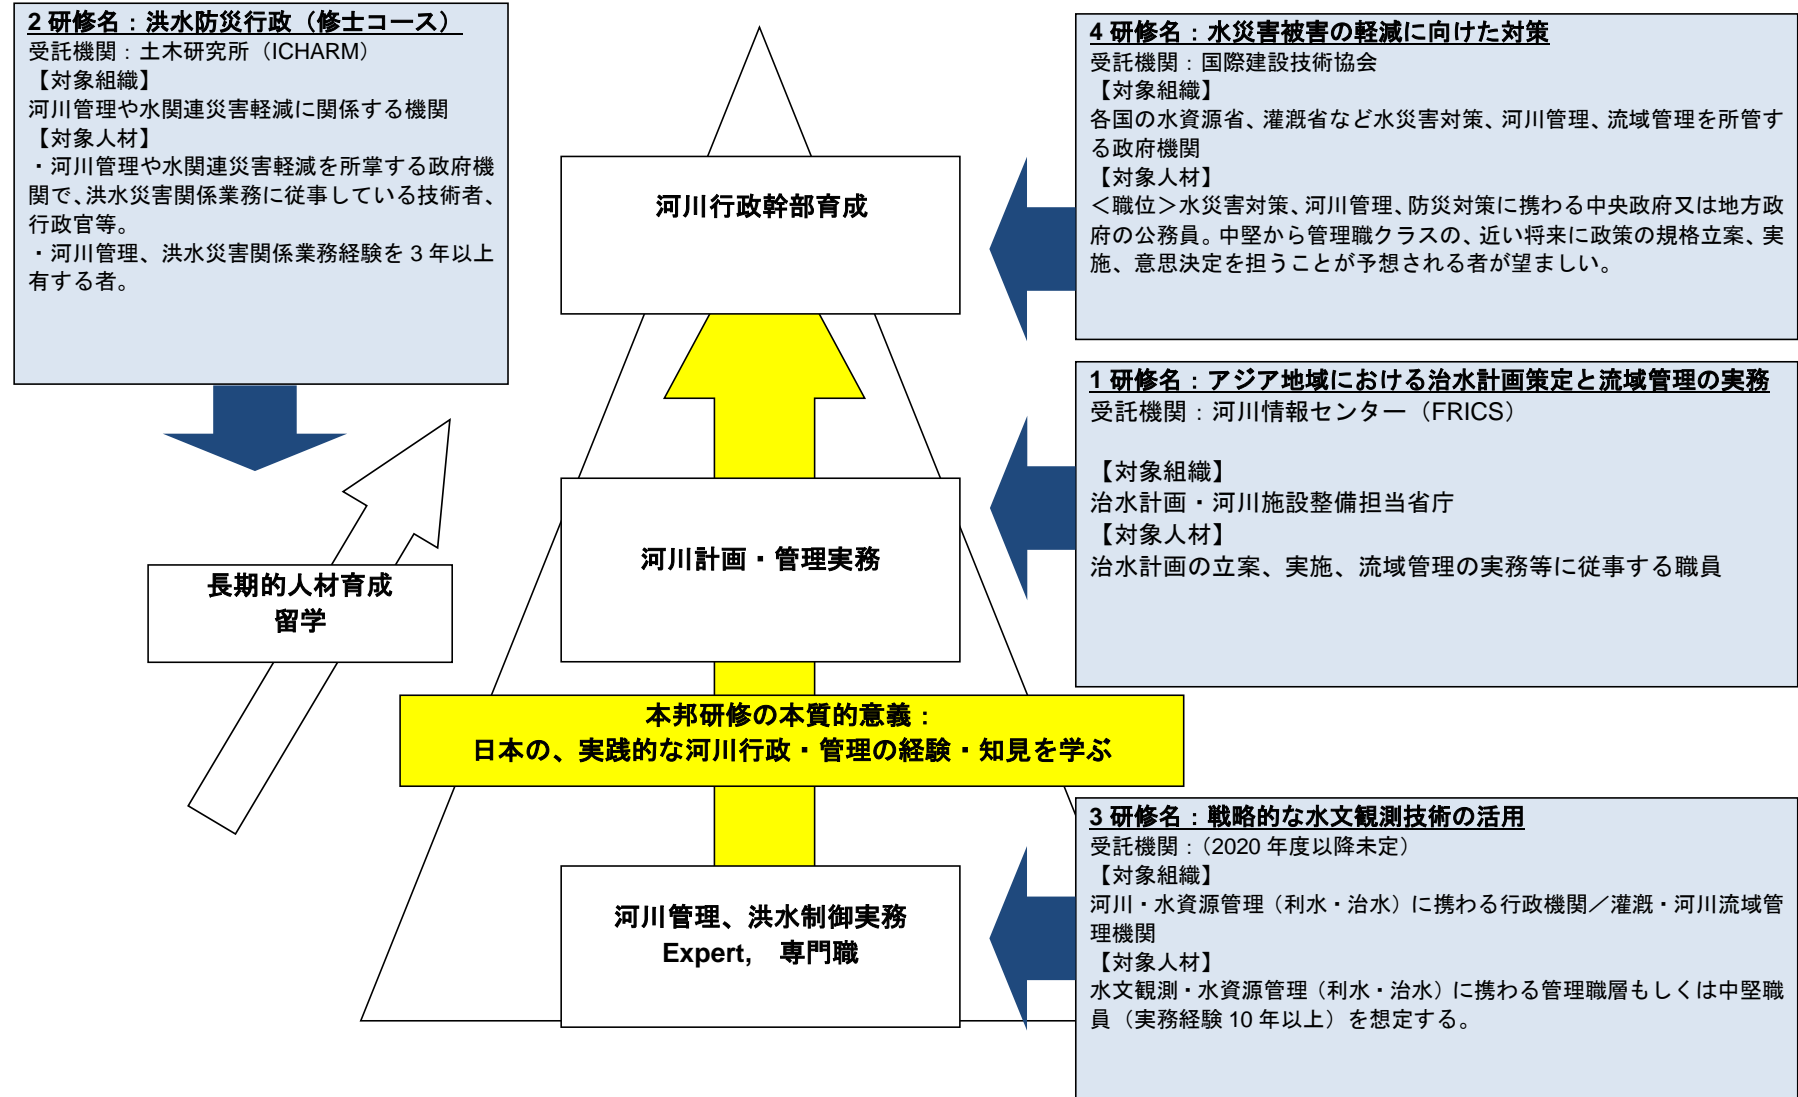 2 研修名：洪水防災行政（修士コース）
受託機関：土木研究所（ICHARM）
【対象組織】
河川管理や水関連災害軽減に関係する機関
【対象人材】
・河川管理や水関連災害軽減を所掌する政府機
関で、洪水災害関係業務に従事している技術者、
行政官等。
・河川管理、洪水災害関係業務経験を 3 年以上
有する者。
4 研修名：水災害被害の軽減に向けた対策
受託機関：国際建設技術協会
【対象組織】
各国の水資源省、灌漑省など水災害対策、河川管理、流域管理を所管す
る政府機関
【対象人材】
＜職位＞水災害対策、河川管理、防災対策に携わる中央政府又は地方政
府の公務員。中堅から管理職クラスの、近い将来に政策の規格立案、実
施、意思決定を担うことが予想される者が望ましい。
河川行政幹部育成
1 研修名：アジア地域における治水計画策定と流域管理の実務
受託機関：河川情報センター（FRICS）
【対象組織】
治水計画・河川施設整備担当省庁
【対象人材】
治水計画の立案、実施、流域管理の実務等に従事する職員
河川計画・管理実務
長期的人材育成
留学
本邦研修の本質的意義：
日本の、実践的な河川行政・管理の経験・知見を学ぶ
3 研修名：戦略的な水文観測技術の活用
受託機関：（2020 年度以降未定）
【対象組織】
河川・水資源管理（利水・治水）に携わる行政機関／灌漑・河川流域管
理機関
【対象人材】
水文観測・水資源管理（利水・治水）に携わる管理職層もしくは中堅職
員（実務経験 10 年以上）を想定する。
河川管理、洪水制御実務
Expert,　専門職